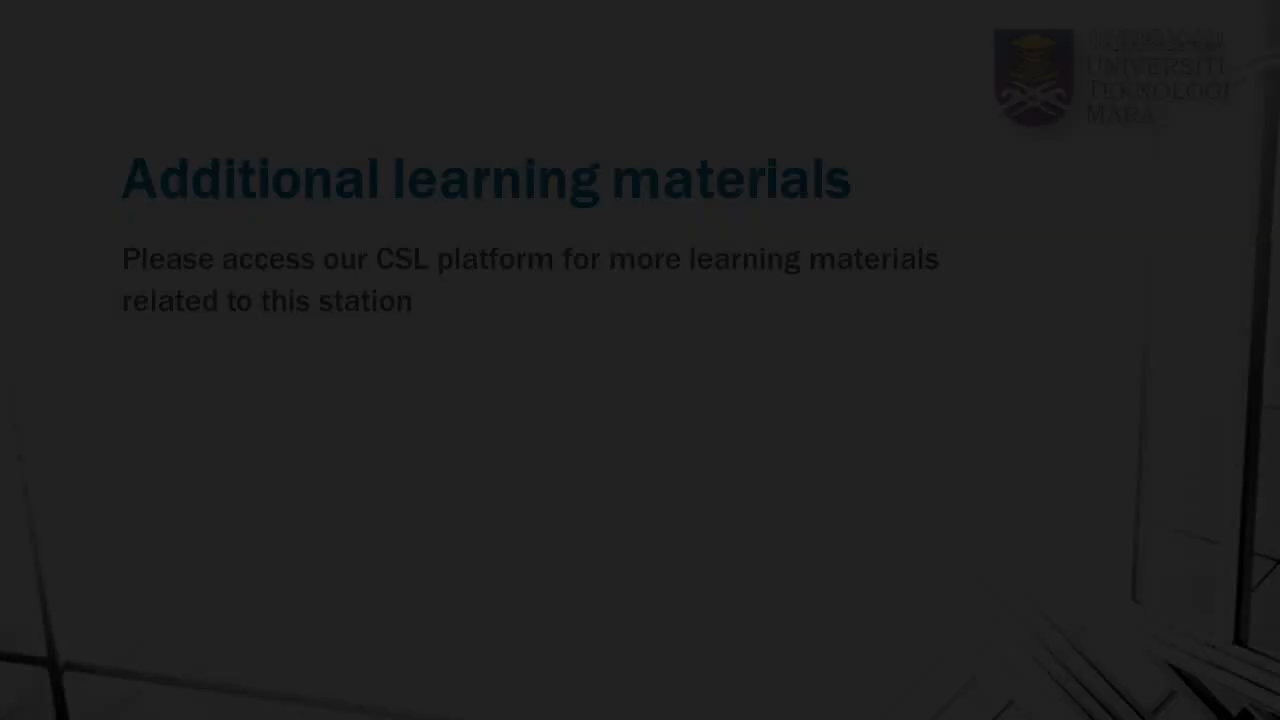 UNIVERSITI
TEKNOLOGI
MARA
Additional learning materials
Please access our CSL platform for more learning materials
related to this station